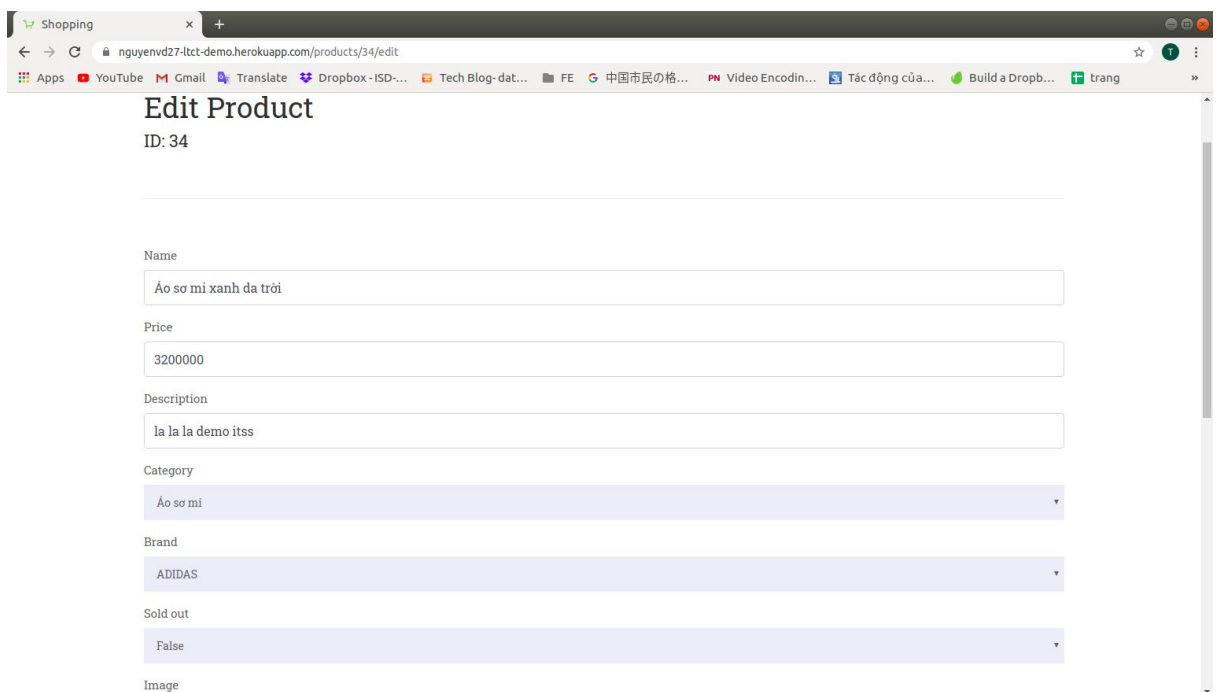 Shopping
nguyenvd27-ltct-demo.herokuapp.com/products/34/edit
T
Apps YouTube Gmail Translate Dropbox - ISD-... Tech Blog- dat... FE 中国市民の格... PN Video Encodin... Tác động của... Build a Dropb... trang »
Edit Product
ID: 34
Name
Áo sơ mi xanh da trời
Price
3200000
Description
la la la demo itss
Category
Áo sơ mi
Brand
ADIDAS
Sold out
False
Image